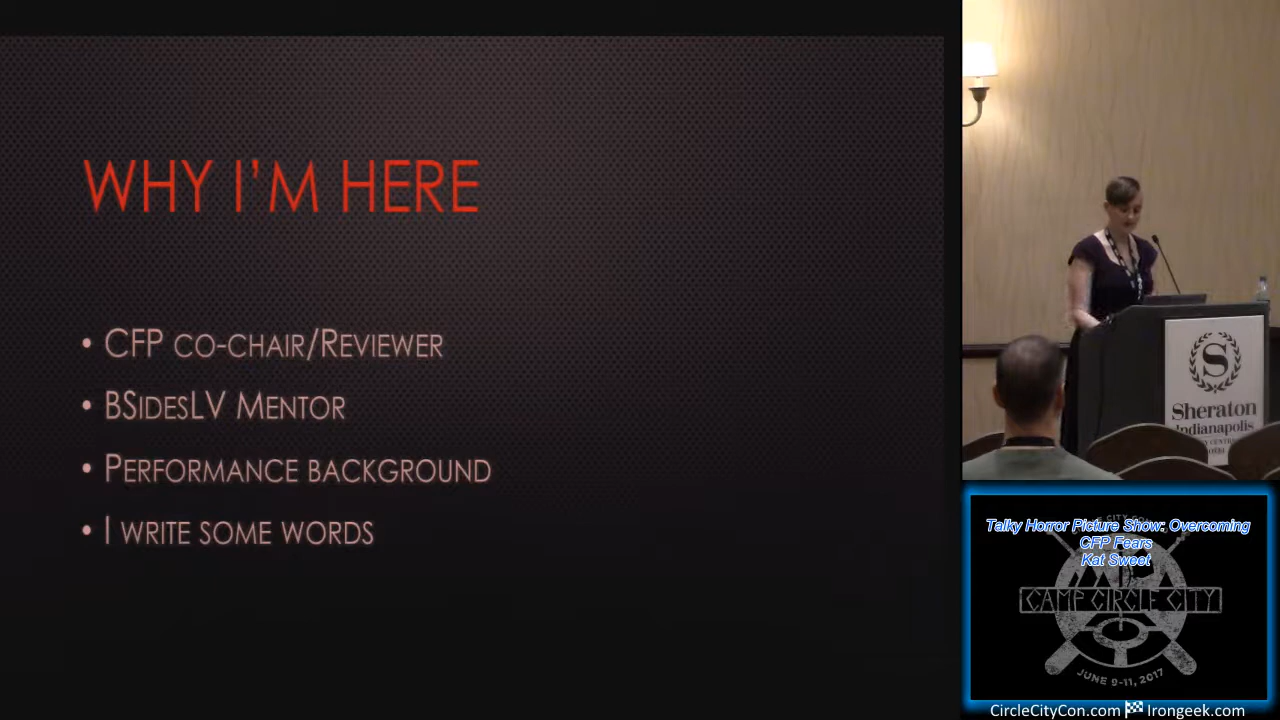 WHY I'M HERE
• CFP CO-CHAIR/REVIEWER
• BSIDESLV MENTOR
• PERFORMANCE BACKGROUND
• I WRITE SOME WORDS
S
Sheraton
Indianapolis
Talky Horror Picture Show: Overcoming
CFP Fears
Kat Sweet
CAMP CIRCLE CITY
JUNE 9-11, 2017
CircleCityCon.com Irongeek.com